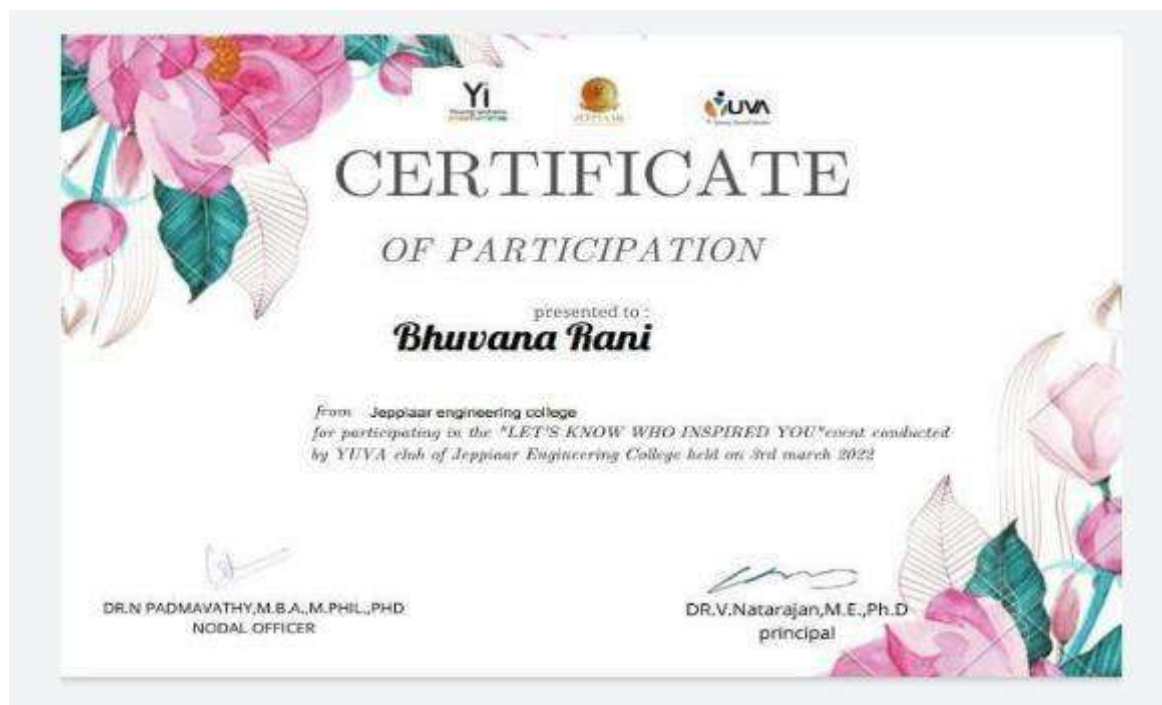 Yi
JEPPIAAR
YUVA
CERTIFICATE
OF PARTICIPATION
presented to :
Bhuvana Rani
from Jeppiaar engineering college
for participating in the "LET'S KNOW WHO INSPIRED YOU"event conducted
by YUVA club of Jeppiaar Engineering College held on 3rd march 2022
DR.N PADMAVATHY,M.B.A.,M.PHIL.,PHD
NODAL OFFICER
DR.V.Natarajan,M.E.,Ph.D
principal